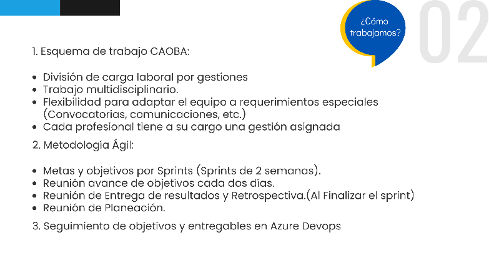 ¿Cómo
trabajamos?
02
1. Esquema de trabajo CAOBA:
• División de carga laboral por gestiones
• Trabajo multidisciplinario.
• Flexibilidad para adaptar el equipo a requerimientos especiales
(Convocatorias, comunicaciones, etc.)
• Cada profesional tiene a su cargo una gestión asignada
2. Metodología Ágil:
• Metas y objetivos por Sprints (Sprints de 2 semanas).
• Reunión avance de objetivos cada dos días.
• Reunión de Entrega de resultados y Retrospectiva.(Al Finalizar el sprint)
• Reunión de Planeación.
3. Seguimiento de objetivos y entregables en Azure Devops